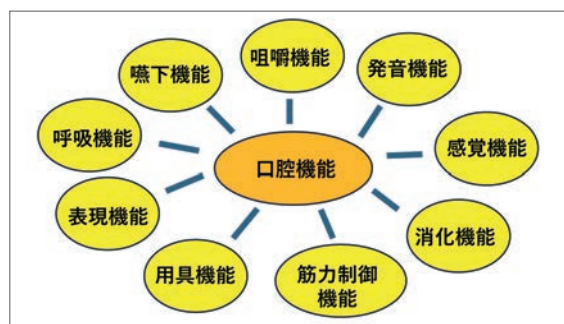 咀嚼機能
嚥下機能
発音機能
呼吸機能
口腔機能
感覚機能
表現機能
消化機能
用具機能
筋力制御
機能